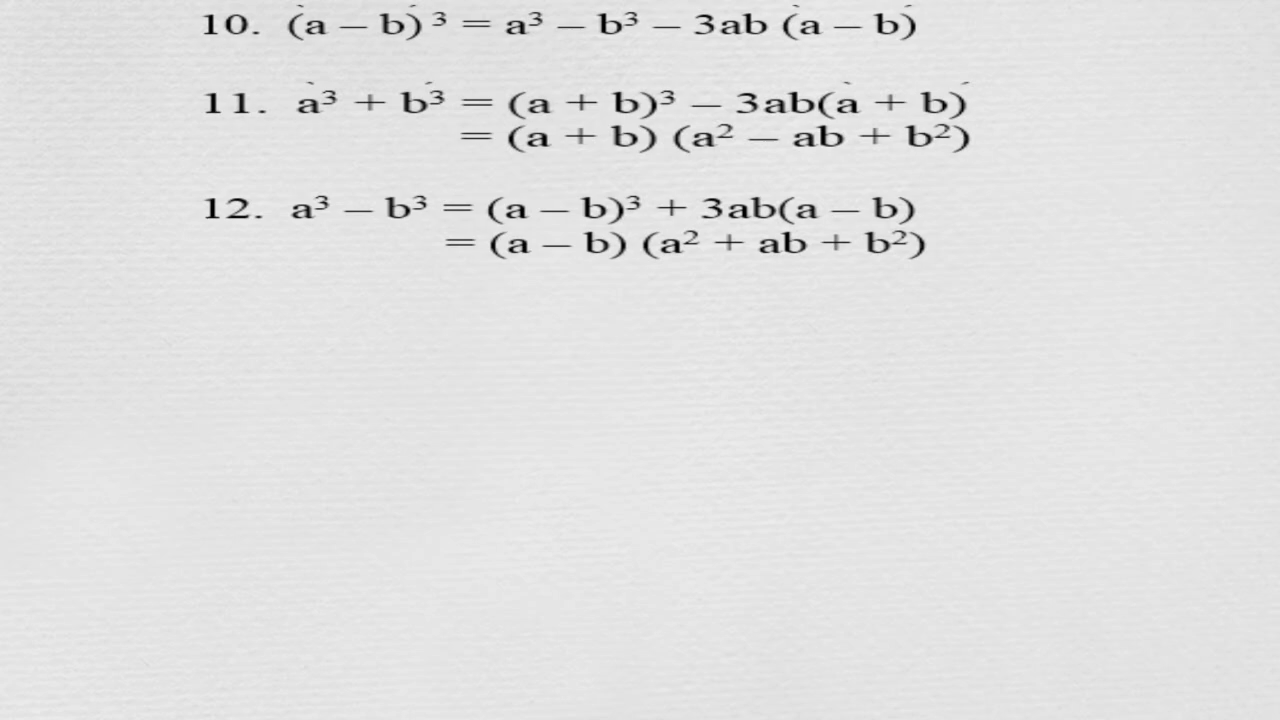 10. (a – b) ³ = a³ – b³ – 3ab (a – b)
11. a³ + b³ = (a + b)³ – 3ab(a + b)
= (a + b) (a² – ab + b²)
12. a³ – b³ = (a – b)³ + 3ab(a – b)
= (a – b) (a² + ab + b²)